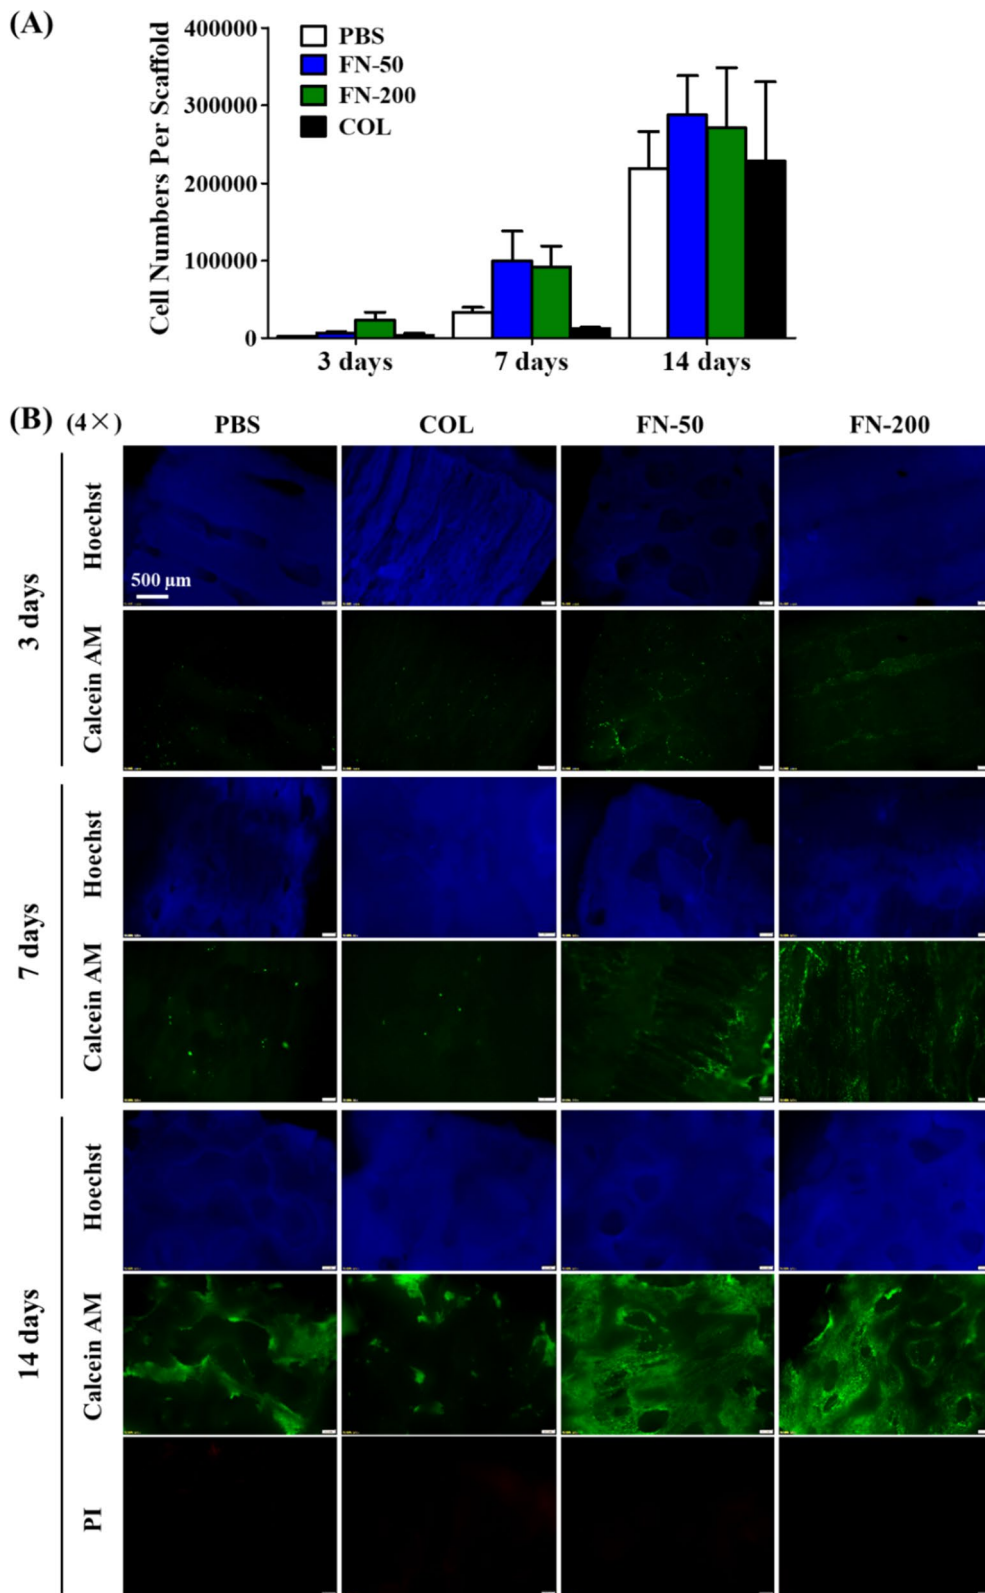 (A)
Cell Numbers Per Scaffold
400000
300000
200000
100000
0
PBS
FN-50
FN-200
COL
3 days
7 days
14 days
(B) (4×)
PBS
COL
FN-50
FN-200
3 days
Hoechst
500 μm
Calcein AM
7 days
Hoechst
Calcein AM
14 days
Hoechst
Calcein AM
PI